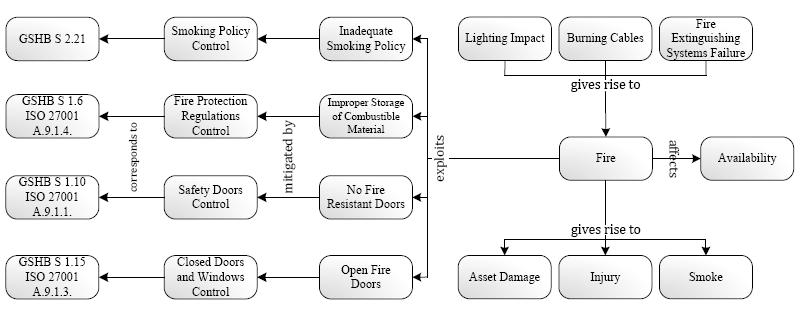 GSHB S 2.21
Smoking Policy
Control
Inadequate
Smoking Policy
Lighting Impact
Burning Cables
Fire
Extinguishing
Systems Failure
gives rise to
GSHB S 1.6
ISO 27001
A.9.1.4.
Fire Protection
Regulations
Control
Improper Storage
of Combustible
Material
corresponds to
mitigated by
exploits
Fire
affects
Availability
GSHB S 1.10
ISO 27001
A.9.1.1.
Safety Doors
Control
No Fire
Resistant Doors
gives rise to
GSHB S 1.15
ISO 27001
A.9.1.3.
Closed Doors
and Windows
Control
Open Fire
Doors
Asset Damage
Injury
Smoke